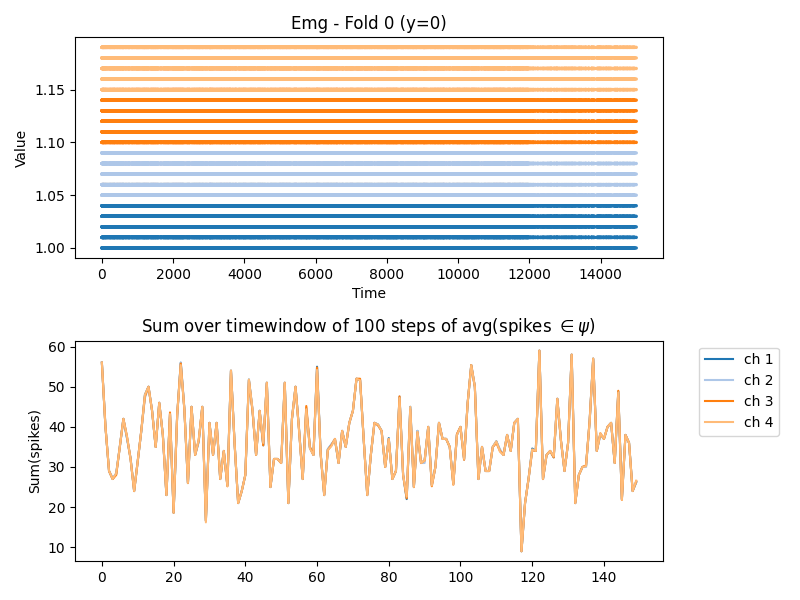 Emg - Fold 0 (y=0)
Value
1.15
1.10
1.05
1.00
0 2000 4000 6000 8000 10000 12000 14000
Time
Sum over timewindow of 100 steps of avg(spikes ∈ψ)
Sum(spikes)
60
50
40
30
20
10
0 20 40 60 80 100 120 140
ch 1
ch 2
ch 3
ch 4